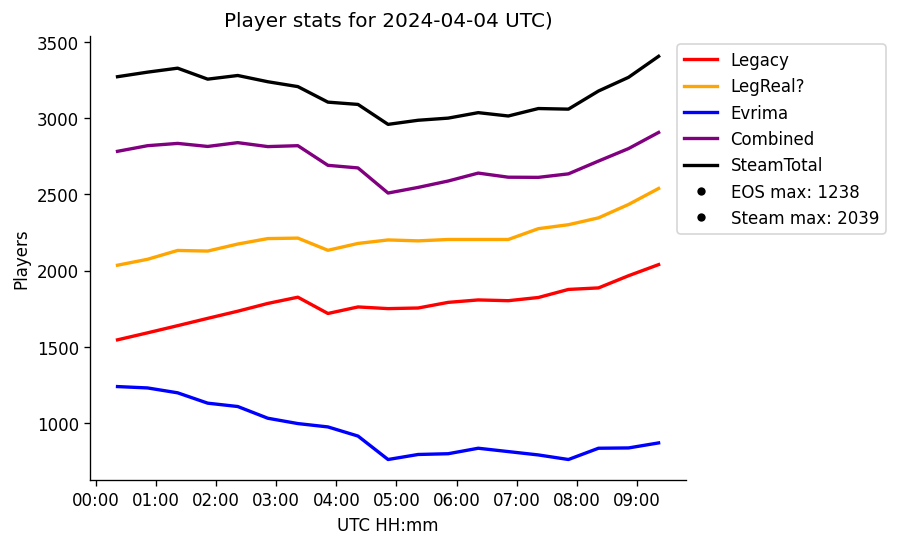 Player stats for 2024-04-04 UTC)
3500
3000
2500
2000
1500
1000
Players
00:00 01:00 02:00 03:00 04:00 05:00 06:00 07:00 08:00 09:00
UTC HH:mm
Legacy
LegReal?
Evrima
Combined
SteamTotal
EOS max: 1238
Steam max: 2039